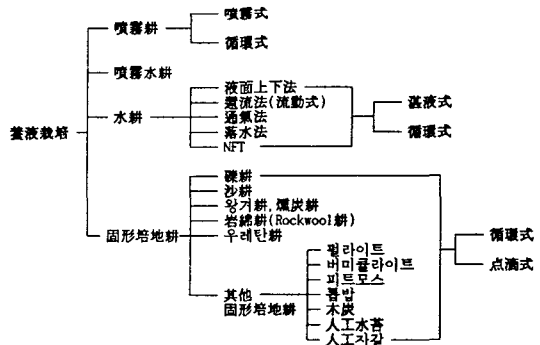 噴霧式
噴霧耕
循環式
噴霧水耕
液面上下法
還流法(流動式)
湛液式
通氣法
水耕
落水法
循環式
養液栽培
NFT
礫耕
沙耕
왕겨耕, 燻炭耕
岩綿耕(Rockwool耕)
固形培地耕
우레탄耕
循環式
펄라이트
버미큘라이트
点滴式
피트모스
톱밥
其他
固形培地耕
木炭
人工水苔
人工자갈